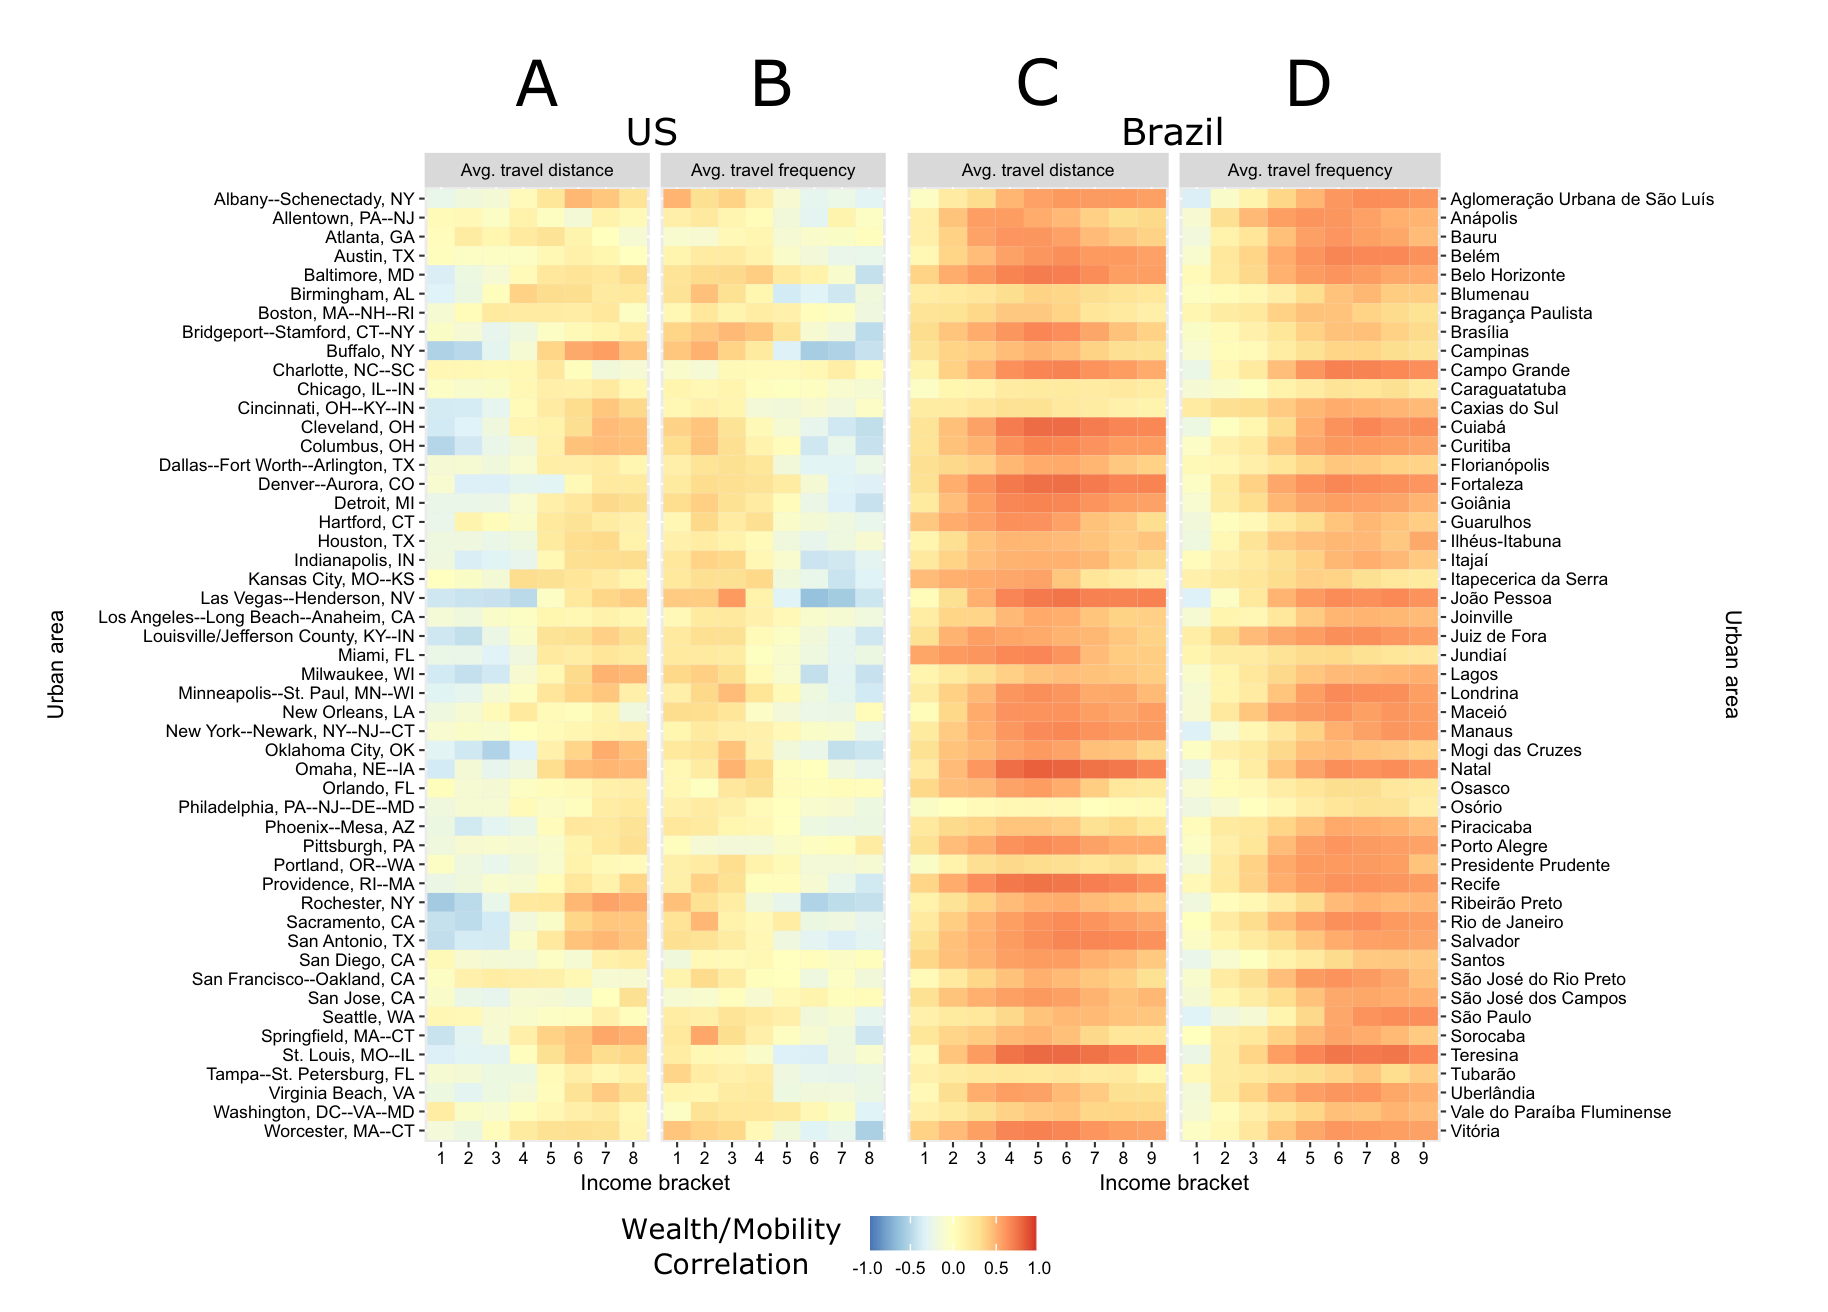 A B C D
US Brazil
Avg. travel distance Avg. travel frequency Avg. travel distance Avg. travel frequency
Albany--Schenectady, NY Aglomeração Urbana de São Luís
Allentown, PA--NJ Anápolis
Atlanta, GA Bauru
Austin, TX Belém
Baltimore, MD Belo Horizonte
Birmingham, AL Blumenau
Boston, MA--NH--RI Bragança Paulista
Bridgeport--Stamford, CT--NY Brasília
Buffalo, NY Campinas
Charlotte, NC--SC Campo Grande
Chicago, IL--IN Caraguatatuba
Cincinnati, OH--KY--IN Caxias do Sul
Cleveland, OH Cuiabá
Columbus, OH Curitiba
Dallas--Fort Worth--Arlington, TX Florianópolis
Denver--Aurora, CO Fortaleza
Detroit, MI Goiânia
Hartford, CT Guarulhos
Houston, TX Ilhéus-Itabuna
Indianapolis, IN Itajaí
Kansas City, MO--KS Itapecerica da Serra
Las Vegas--Henderson, NV João Pessoa
Los Angeles--Long Beach--Anaheim, CA Joinville
Louisville/Jefferson County, KY--IN Juiz de Fora
Miami, FL Jundiaí
Milwaukee, WI Lagos
Minneapolis--St. Paul, MN--WI Londrina
New Orleans, LA Maceió
New York--Newark, NY--NJ--CT Manaus
Oklahoma City, OK Mogi das Cruzes
Omaha, NE--IA Natal
Orlando, FL Osasco
Philadelphia, PA--NJ--DE--MD Osório
Phoenix--Mesa, AZ Piracicaba
Pittsburgh, PA Porto Alegre
Portland, OR--WA Presidente Prudente
Providence, RI--MA Recife
Rochester, NY Ribeirão Preto
Sacramento, CA Rio de Janeiro
San Antonio, TX Salvador
San Diego, CA Santos
San Francisco--Oakland, CA São José do Rio Preto
San Jose, CA São José dos Campos
Seattle, WA São Paulo
Springfield, MA--CT Sorocaba
St. Louis, MO--IL Teresina
Tampa--St. Petersburg, FL Tubarão
Virginia Beach, VA Uberlândia
Washington, DC--VA--MD Vale do Paraíba Fluminense
Worcester, MA--CT Vitória
Urban area
Urban area
1 2 3 4 5 6 7 8 1 2 3 4 5 6 7 8 1 2 3 4 5 6 7 8 9 1 2 3 4 5 6 7 8 9
Income bracket Income bracket
Wealth/Mobility
Correlation
-1.0 -0.5 0.0 0.5 1.0